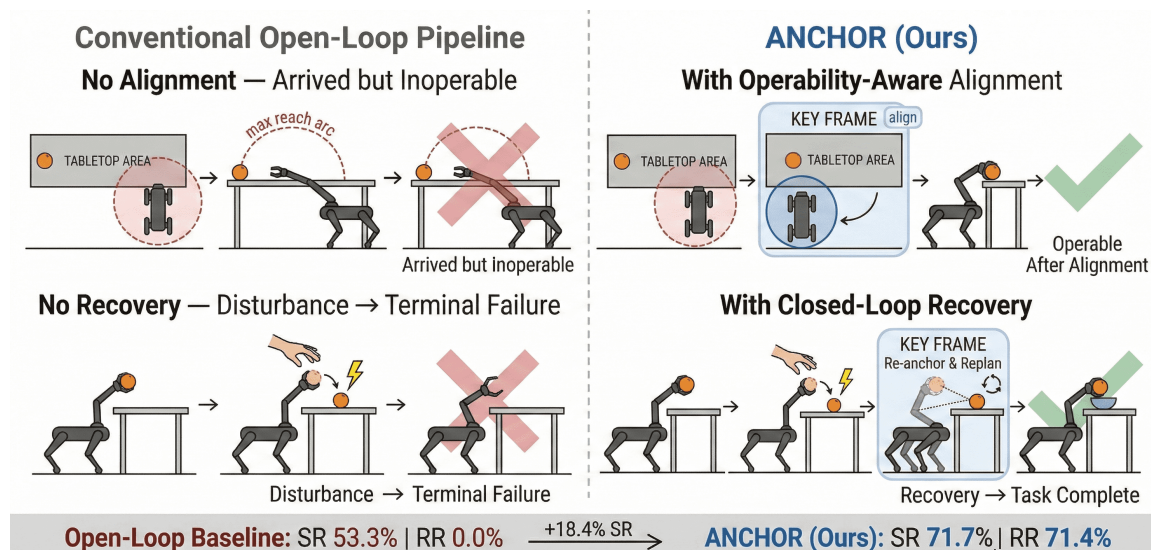 Conventional Open-Loop Pipeline
No Alignment — Arrived but Inoperable
TABLETOP AREA
max reach arc
Arrived but Inoperable
No Recovery — Disturbance → Terminal Failure
Disturbance → Terminal Failure
ANCHOR (Ours)
With Operability-Aware Alignment
TABLETOP AREA
KEY FRAME
align
TABLETOP AREA
Operable
After Alignment
With Closed-Loop Recovery
KEY FRAME
Re-anchor & Replan
Recovery → Task Complete
Open-Loop Baseline: SR 53.3% | RR 0.0%
+18.4% SR
ANCHOR (Ours): SR 71.7% | RR 71.4%